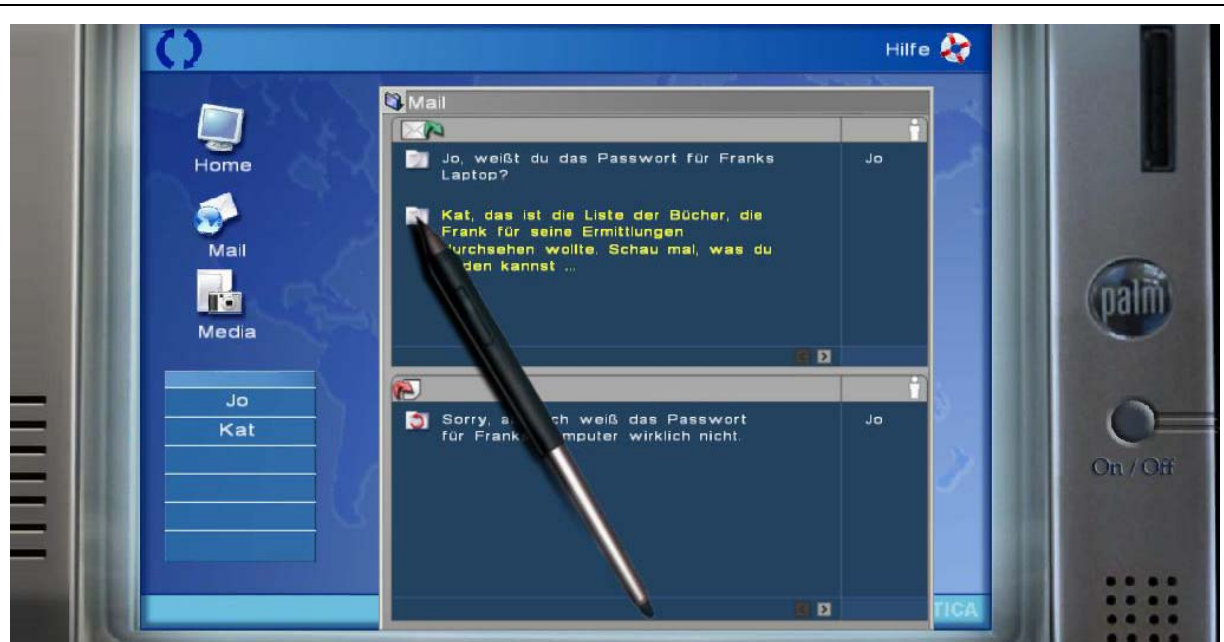 Hilfe
Mail
Home
Jo, weißt du das Passwort für Franks
Laptop?
Jo
Kat, das ist die Liste der Bücher, die
Frank für seine Ermittlungen
durchsehen wollte. Schau mal, was du
kannst ...
Mail
Media
Jo
Kat
Sorry, weiß das Passwort
für wirklich nicht.
Jo
palm
On / Off
TICA